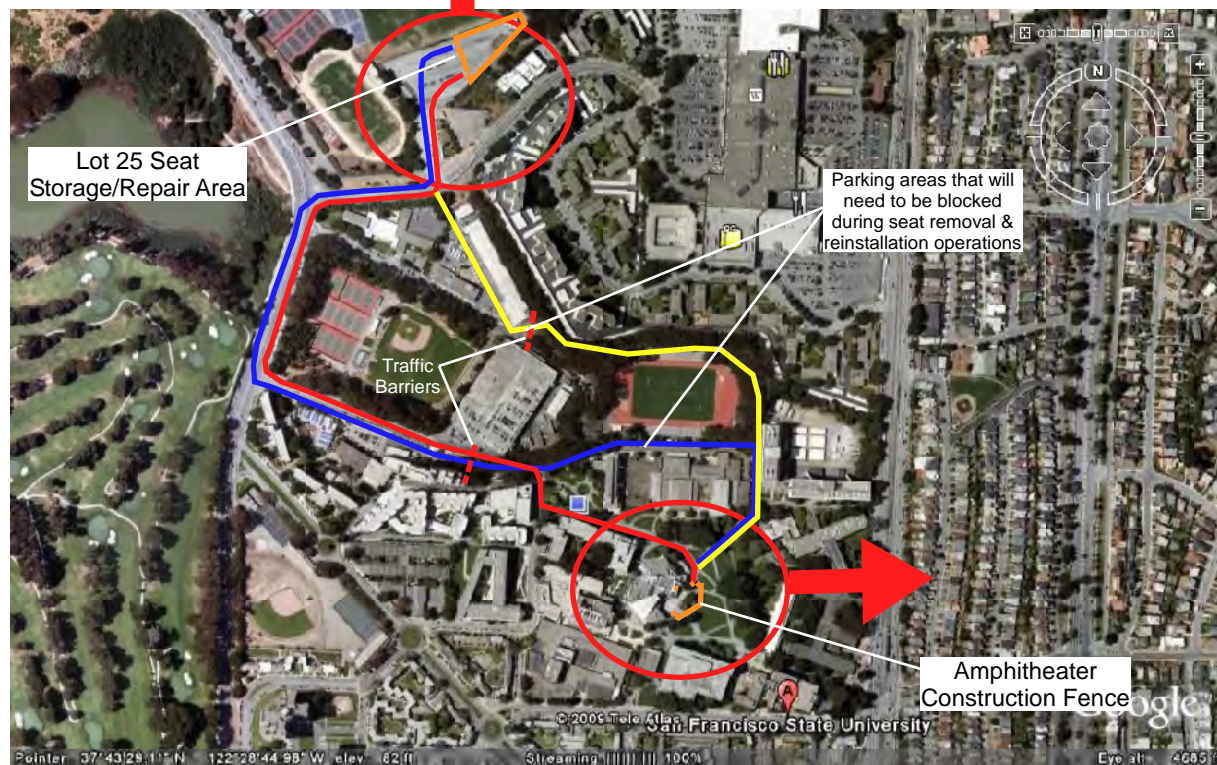 N
Lot 25 Seat
Storage/Repair Area
Parking areas that will
need to be blocked
during seat removal &
reinstallation operations
Traffic
Barriers
Amphitheater
Construction Fence
Google
A
© 2009 Tele Atlas
San Francisco State University
Pointer 37°43'29.11" N 122°28'44.98" W elev 82 ft Streaming |||||||||| 100% Eye alt 4685 f